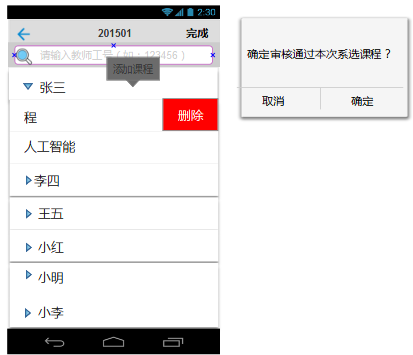 2:30
201501
完成
请输入教师工号（如：123456）
添加课程
张三
程
删除
人工智能
李四
王五
小红
小明
小李
确定审核通过本次系选课程？
取消
确定